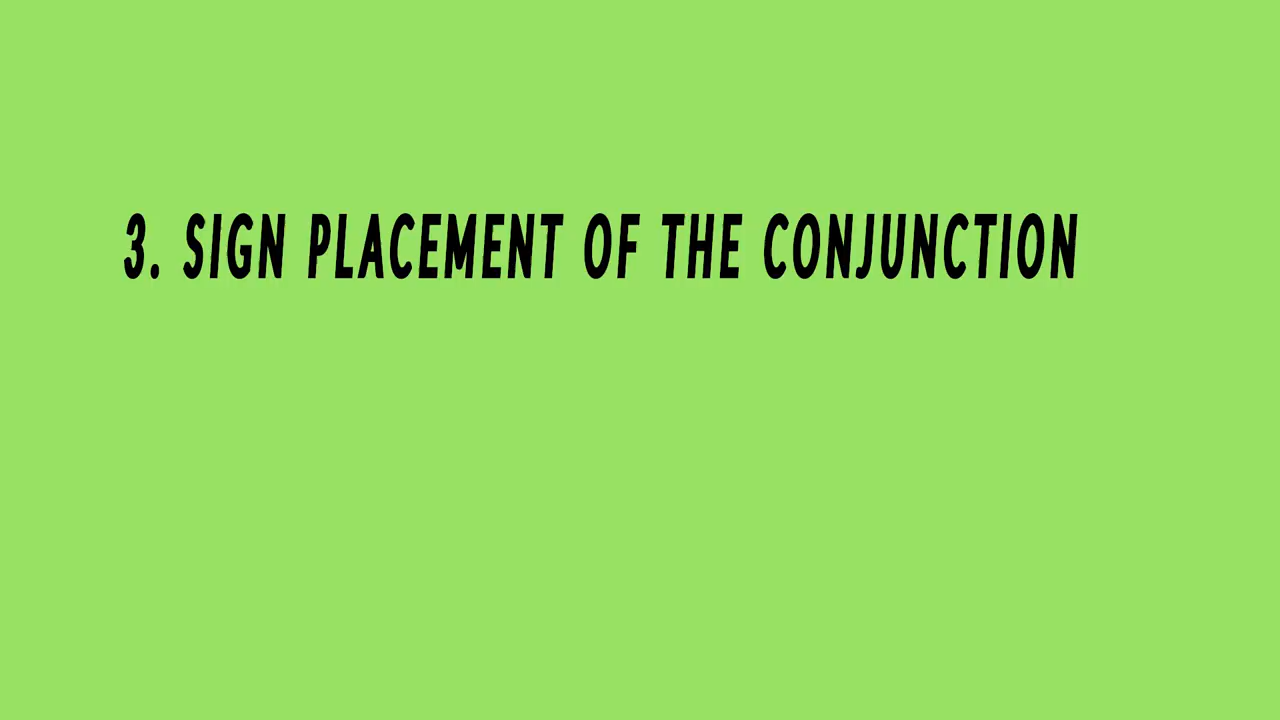 3. SIGN PLACEMENT OF THE CONJUNCTION